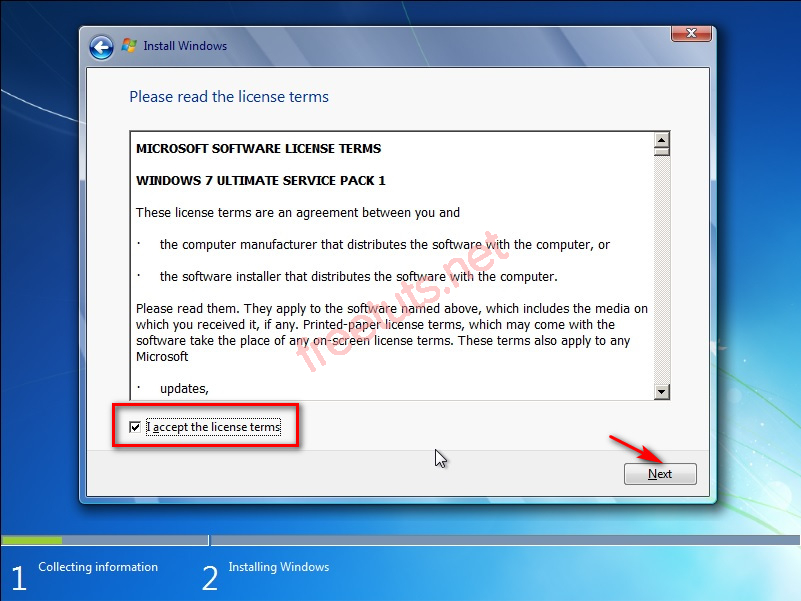 Install Windows
Please read the license terms
MICROSOFT SOFTWARE LICENSE TERMS
WINDOWS 7 ULTIMATE SERVICE PACK 1
These license terms are an agreement between you and
· the computer manufacturer that distributes the software with the computer, or
· the software installer that distributes the software with the computer.
Please read them. They apply to the software named above, which includes the media on
which you received it, if any. Printed-paper license terms, which may come with the
software take the place of any on-screen license terms. These terms also apply to any
Microsoft
· updates,
freetuts.net
I accept the license terms
Next
1 Collecting information
2 Installing Windows